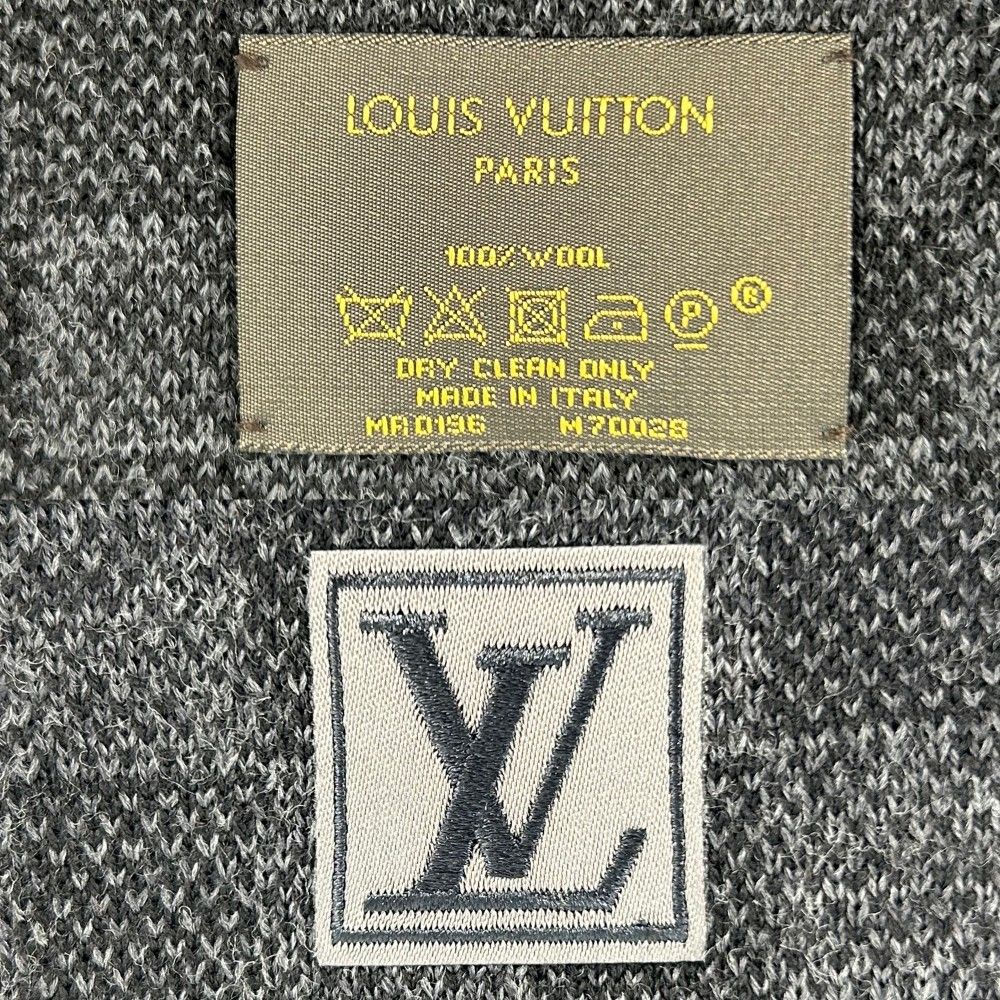 LOUIS VUITTON
PARIS
100% WOOL
P ®
DRY CLEAN ONLY
MADE IN ITALY
MA0196 M70028
LV